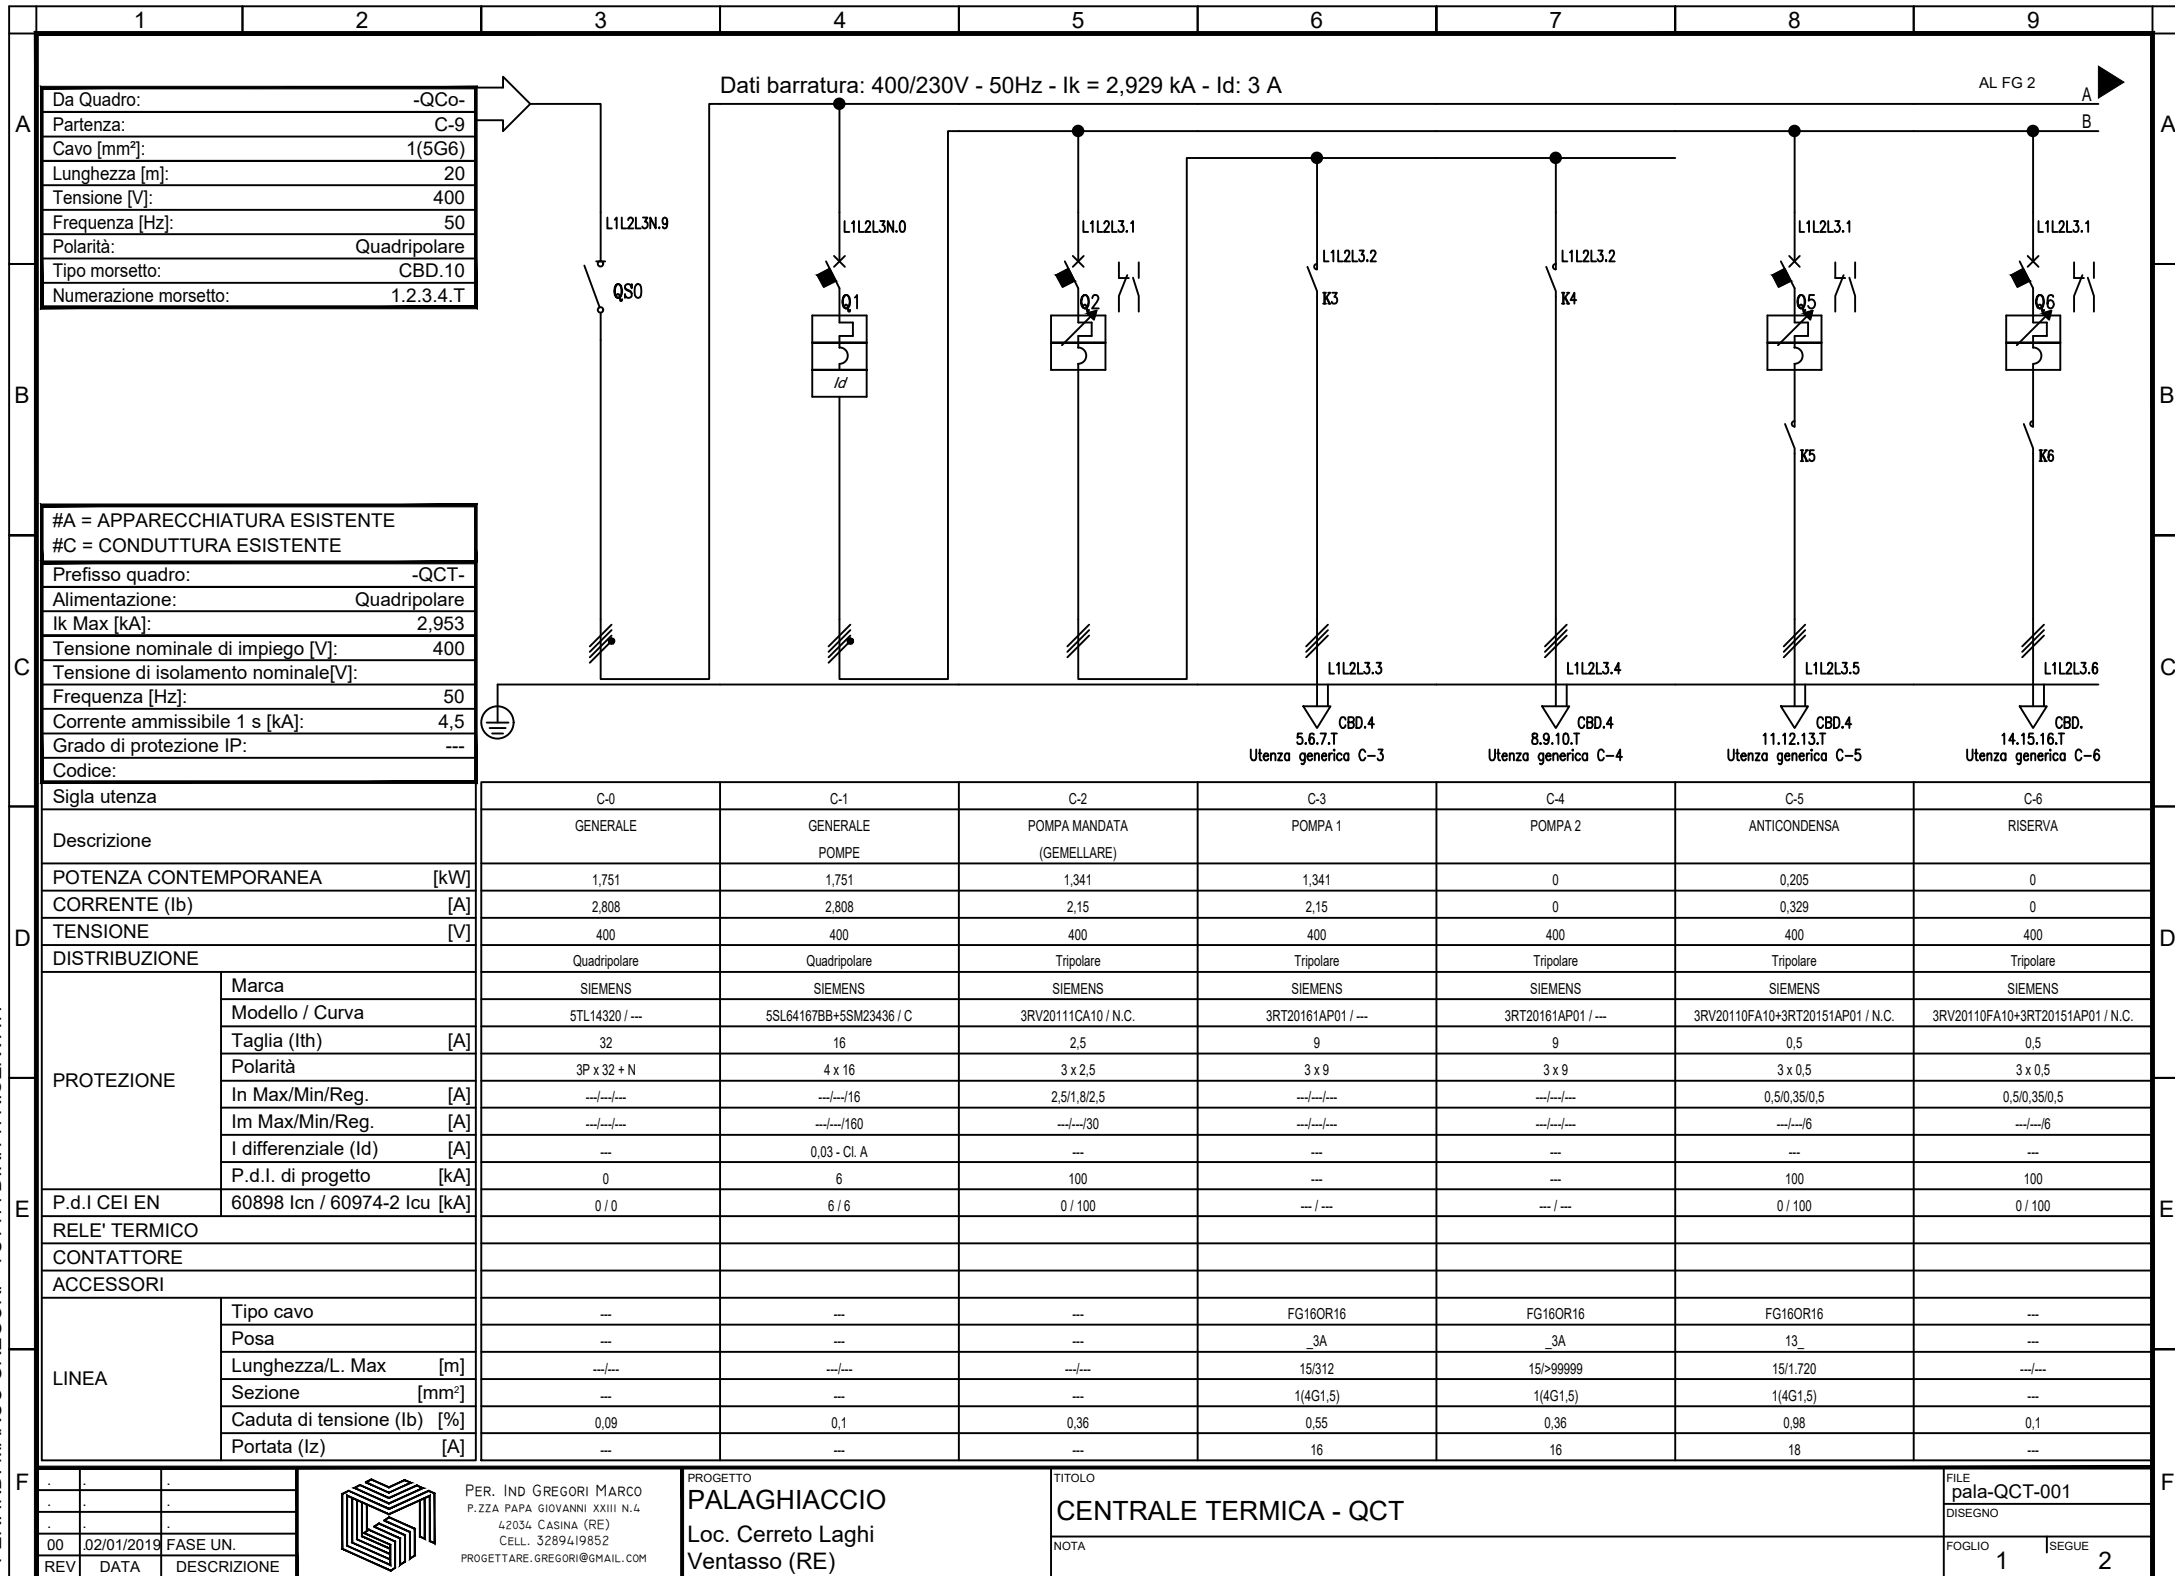 1 2 3 4 5 6 7 8 9
Dati barratura: 400/230V - 50Hz - Ik = 2,929 kA - Id: 3 A
AL FG 2
A
B
A A
B B
C C
D D
E E
F F
Da Quadro: -QCo-
Partenza: C-9
Cavo [mm²]: 1(5G6)
Lunghezza [m]: 20
Tensione [V]: 400
Frequenza [Hz]: 50
Polarità: Quadripolare
Tipo morsetto: CBD.10
Numerazione morsetto: 1.2.3.4.T
L1L2L3N.9 L1L2L3N.0 L1L2L3.1 L1L2L3.2 L1L2L3.2 L1L2L3.1 L1L2L3.1
QS0 Q1 Q2 K3 K4 Q5 Q6
Id
K5 K6
#A = APPARECCHIATURA ESISTENTE
#C = CONDUTTURA ESISTENTE
Prefisso quadro: -QCT-
Alimentazione: Quadripolare
Ik Max [kA]: 2,953
Tensione nominale di impiego [V]: 400
Tensione di isolamento nominale[V]:
Frequenza [Hz]: 50
Corrente ammissibile 1 s [kA]: 4,5
Grado di protezione IP: ---
Codice:
L1L2L3.3 L1L2L3.4 L1L2L3.5 L1L2L3.6
CBD.4 CBD.4 CBD.4 CBD.
5.6.7.T 8.9.10.T 11.12.13.T 14.15.16.T
Utenza generica C-3 Utenza generica C-4 Utenza generica C-5 Utenza generica C-6
Sigla utenza C-0 C-1 C-2 C-3 C-4 C-5 C-6
Descrizione GENERALE GENERALE POMPE POMPA MANDATA (GEMELLARE) POMPA 1 POMPA 2 ANTICONDENSA RISERVA
POTENZA CONTEMPORANEA [kW] 1,751 1,751 1,341 1,341 0 0,205 0
CORRENTE (Ib) [A] 2,808 2,808 2,15 2,15 0 0,329 0
TENSIONE [V] 400 400 400 400 400 400 400
DISTRIBUZIONE Quadripolare Quadripolare Tripolare Tripolare Tripolare Tripolare Tripolare
PROTEZIONE
Marca SIEMENS SIEMENS SIEMENS SIEMENS SIEMENS SIEMENS SIEMENS
Modello / Curva 5TL14320 / --- 5SL64167BB+5SM23436 / C 3RV20111CA10 / N.C. 3RT20161AP01 / --- 3RT20161AP01 / --- 3RV20110FA10+3RT20151AP01 / N.C. 3RV20110FA10+3RT20151AP01 / N.C.
Taglia (Ith) [A] 32 16 2,5 9 9 0,5 0,5
Polarità 3P x 32 + N 4 x 16 3 x 2,5 3 x 9 3 x 9 3 x 0,5 3 x 0,5
In Max/Min/Reg. [A] ---/---/--- ---/---/16 2,5/1,8/2,5 ---/---/--- ---/---/--- 0,5/0,35/0,5 0,5/0,35/0,5
Im Max/Min/Reg. [A] ---/---/--- ---/---/160 ---/---/30 ---/---/--- ---/---/--- ---/---/6 ---/---/6
I differenziale (Id) [A] --- 0,03 - Cl. A --- --- --- --- ---
P.d.I. di progetto [kA] 0 6 100 --- --- 100 100
P.d.I CEI EN 60898 Icn / 60974-2 Icu [kA] 0 / 0 6 / 6 0 / 100 --- / --- --- / --- 0 / 100 0 / 100
RELE' TERMICO
CONTATTORE
ACCESSORI
LINEA
Tipo cavo --- --- --- FG16OR16 FG16OR16 FG16OR16 ---
Posa --- --- --- _3A _3A 13_ ---
Lunghezza/L. Max [m] ---/--- ---/--- ---/--- 15/312 15/>99999 15/1.720 ---/---
Sezione [mm²] --- --- --- 1(4G1,5) 1(4G1,5) 1(4G1,5) ---
Caduta di tensione (Ib) [%] 0,09 0,1 0,36 0,55 0,36 0,98 0,1
Portata (Iz) [A] --- --- --- 16 16 18 ---
. . .
. . .
. . .
00 .02/01/2019 FASE UN.
REV DATA DESCRIZIONE
PER. IND GREGORI MARCO
P.ZZA PAPA GIOVANNI XXIII N.4
42034 CASINA (RE)
CELL. 3289419852
PROGETTARE.GREGORI@GMAIL.COM
PROGETTO
PALAGHIACCIO
Loc. Cerreto Laghi
Ventasso (RE)
TITOLO
CENTRALE TERMICA - QCT
NOTA
FILE
pala-QCT-001
DISEGNO
FOGLIO 1 SEGUE 2